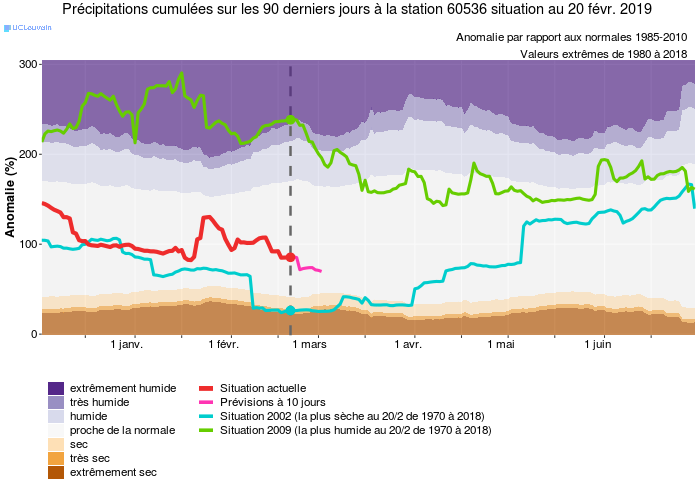 Précipitations cumulées sur les 90 derniers jours à la station 60536 situation au 20 févr. 2019
UCLouvain
Anomalie par rapport aux normales 1985-2010
Valeurs extrêmes de 1980 à 2018
Anomalie (%)
300
200
100
0
1 janv.
1 févr.
1 mars
1 avr.
1 mai
1 juin
extrêmement humide
très humide
humide
proche de la normale
sec
très sec
extrêmement sec
Situation actuelle
Prévisions à 10 jours
Situation 2002 (la plus sèche au 20/2 de 1970 à 2018)
Situation 2009 (la plus humide au 20/2 de 1970 à 2018)